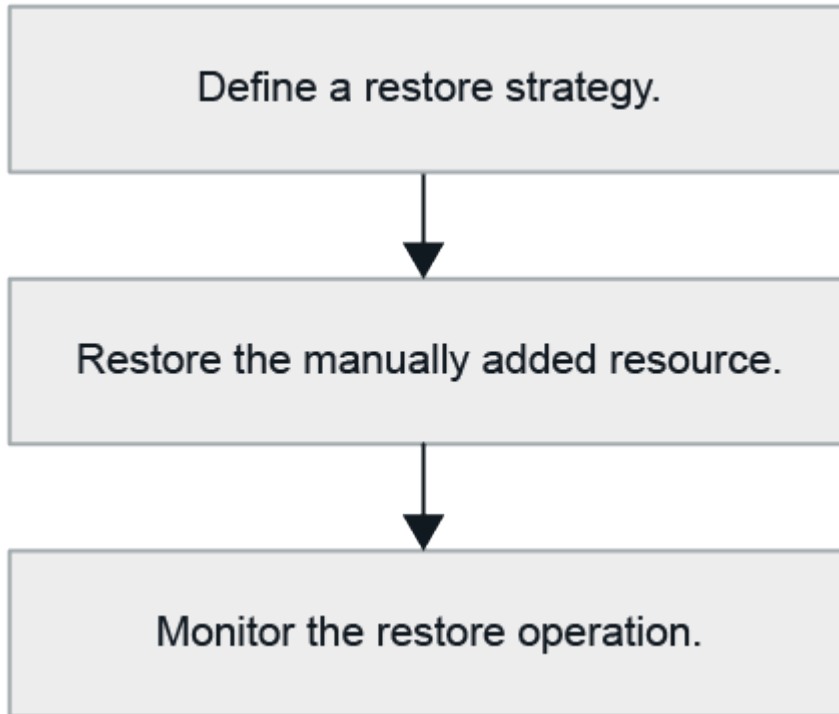 Define a restore strategy.
Restore the manually added resource.
Monitor the restore operation.